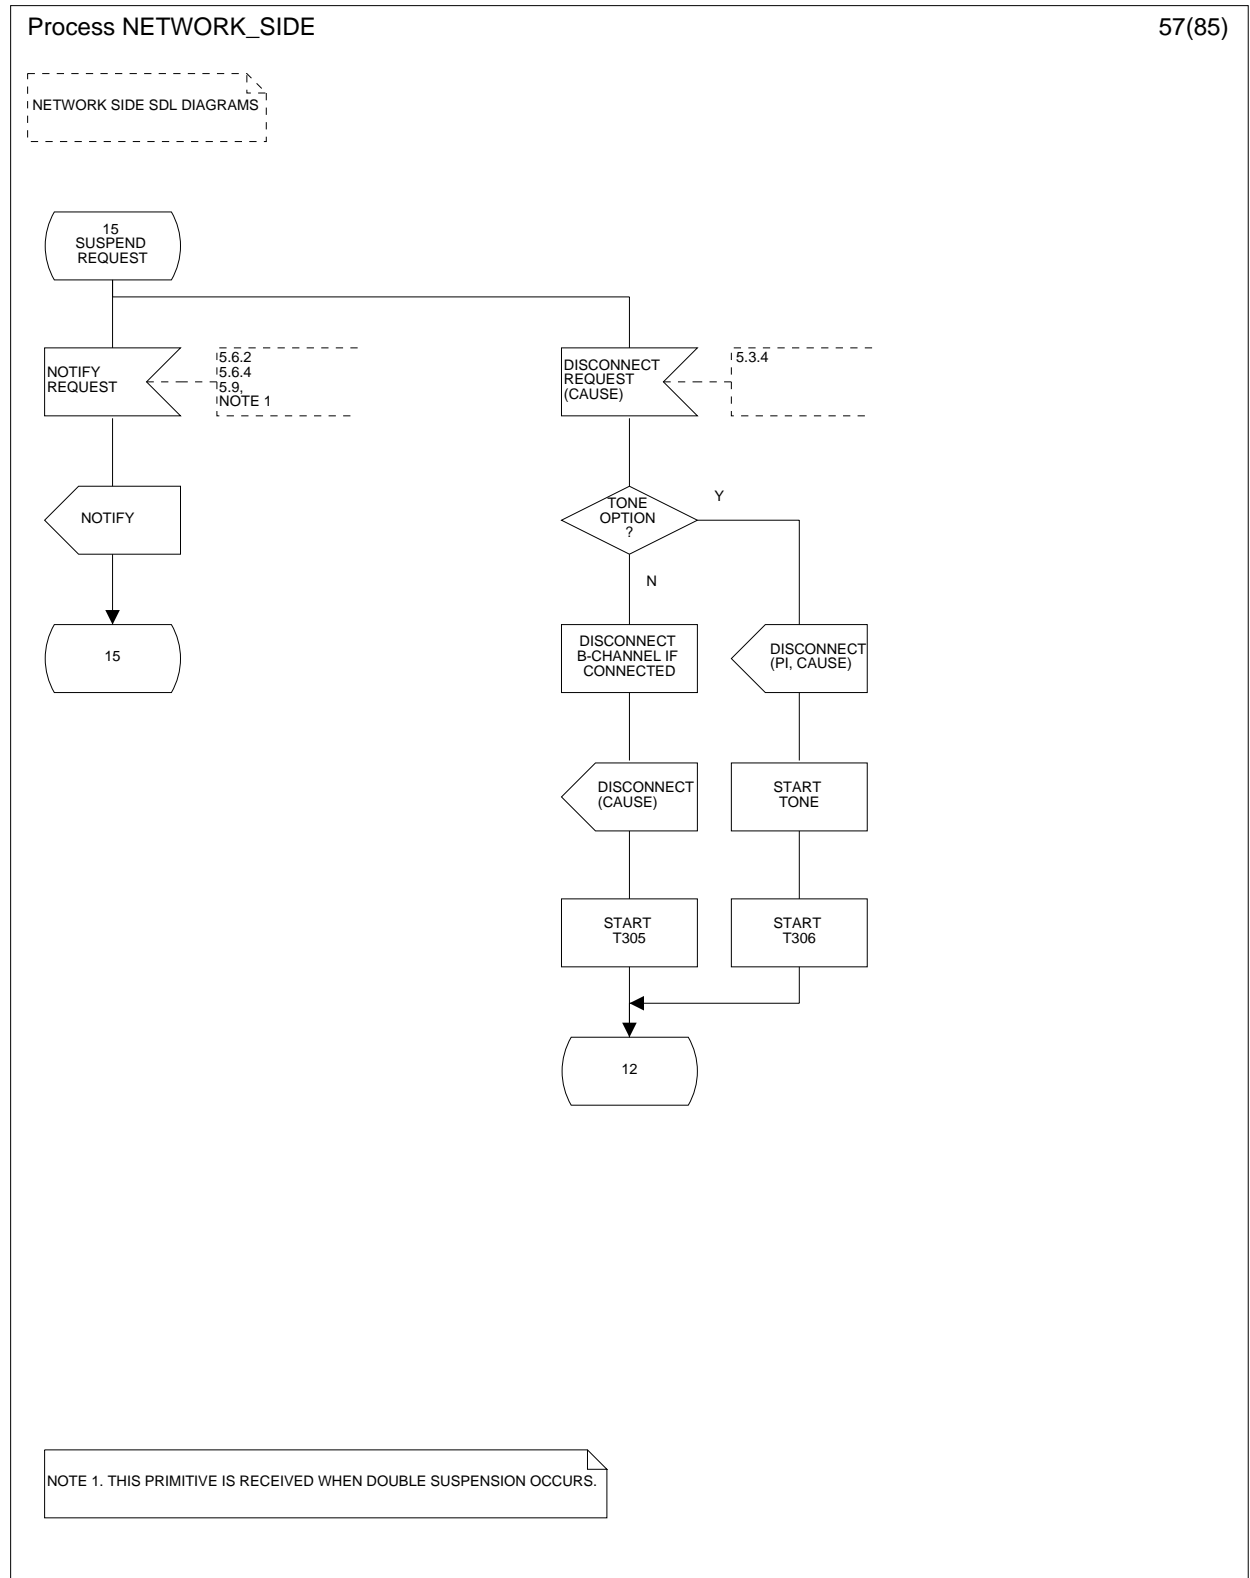 Process NETWORK_SIDE
57(85)
NETWORK SIDE SDL DIAGRAMS
15
SUSPEND
REQUEST
NOTIFY
REQUEST
5.6.2
5.6.4
5.9,
NOTE 1
DISCONNECT
REQUEST
(CAUSE)
5.3.4
NOTIFY
TONE
OPTION
?
Y
N
15
DISCONNECT
B-CHANNEL IF
CONNECTED
DISCONNECT
(PI, CAUSE)
DISCONNECT
(CAUSE)
START
TONE
START
T305
START
T306
12
NOTE 1. THIS PRIMITIVE IS RECEIVED WHEN DOUBLE SUSPENSION OCCURS.